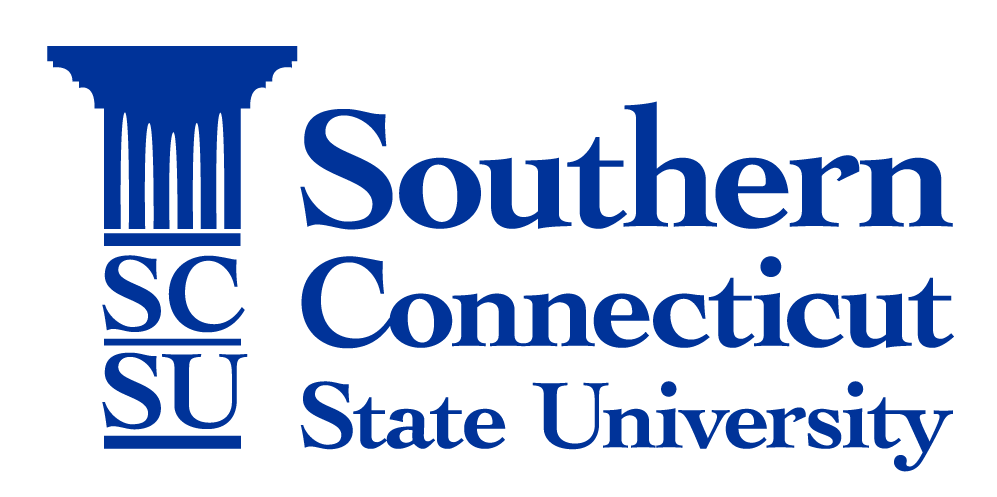 SC
SU
Southern
Connecticut
State University